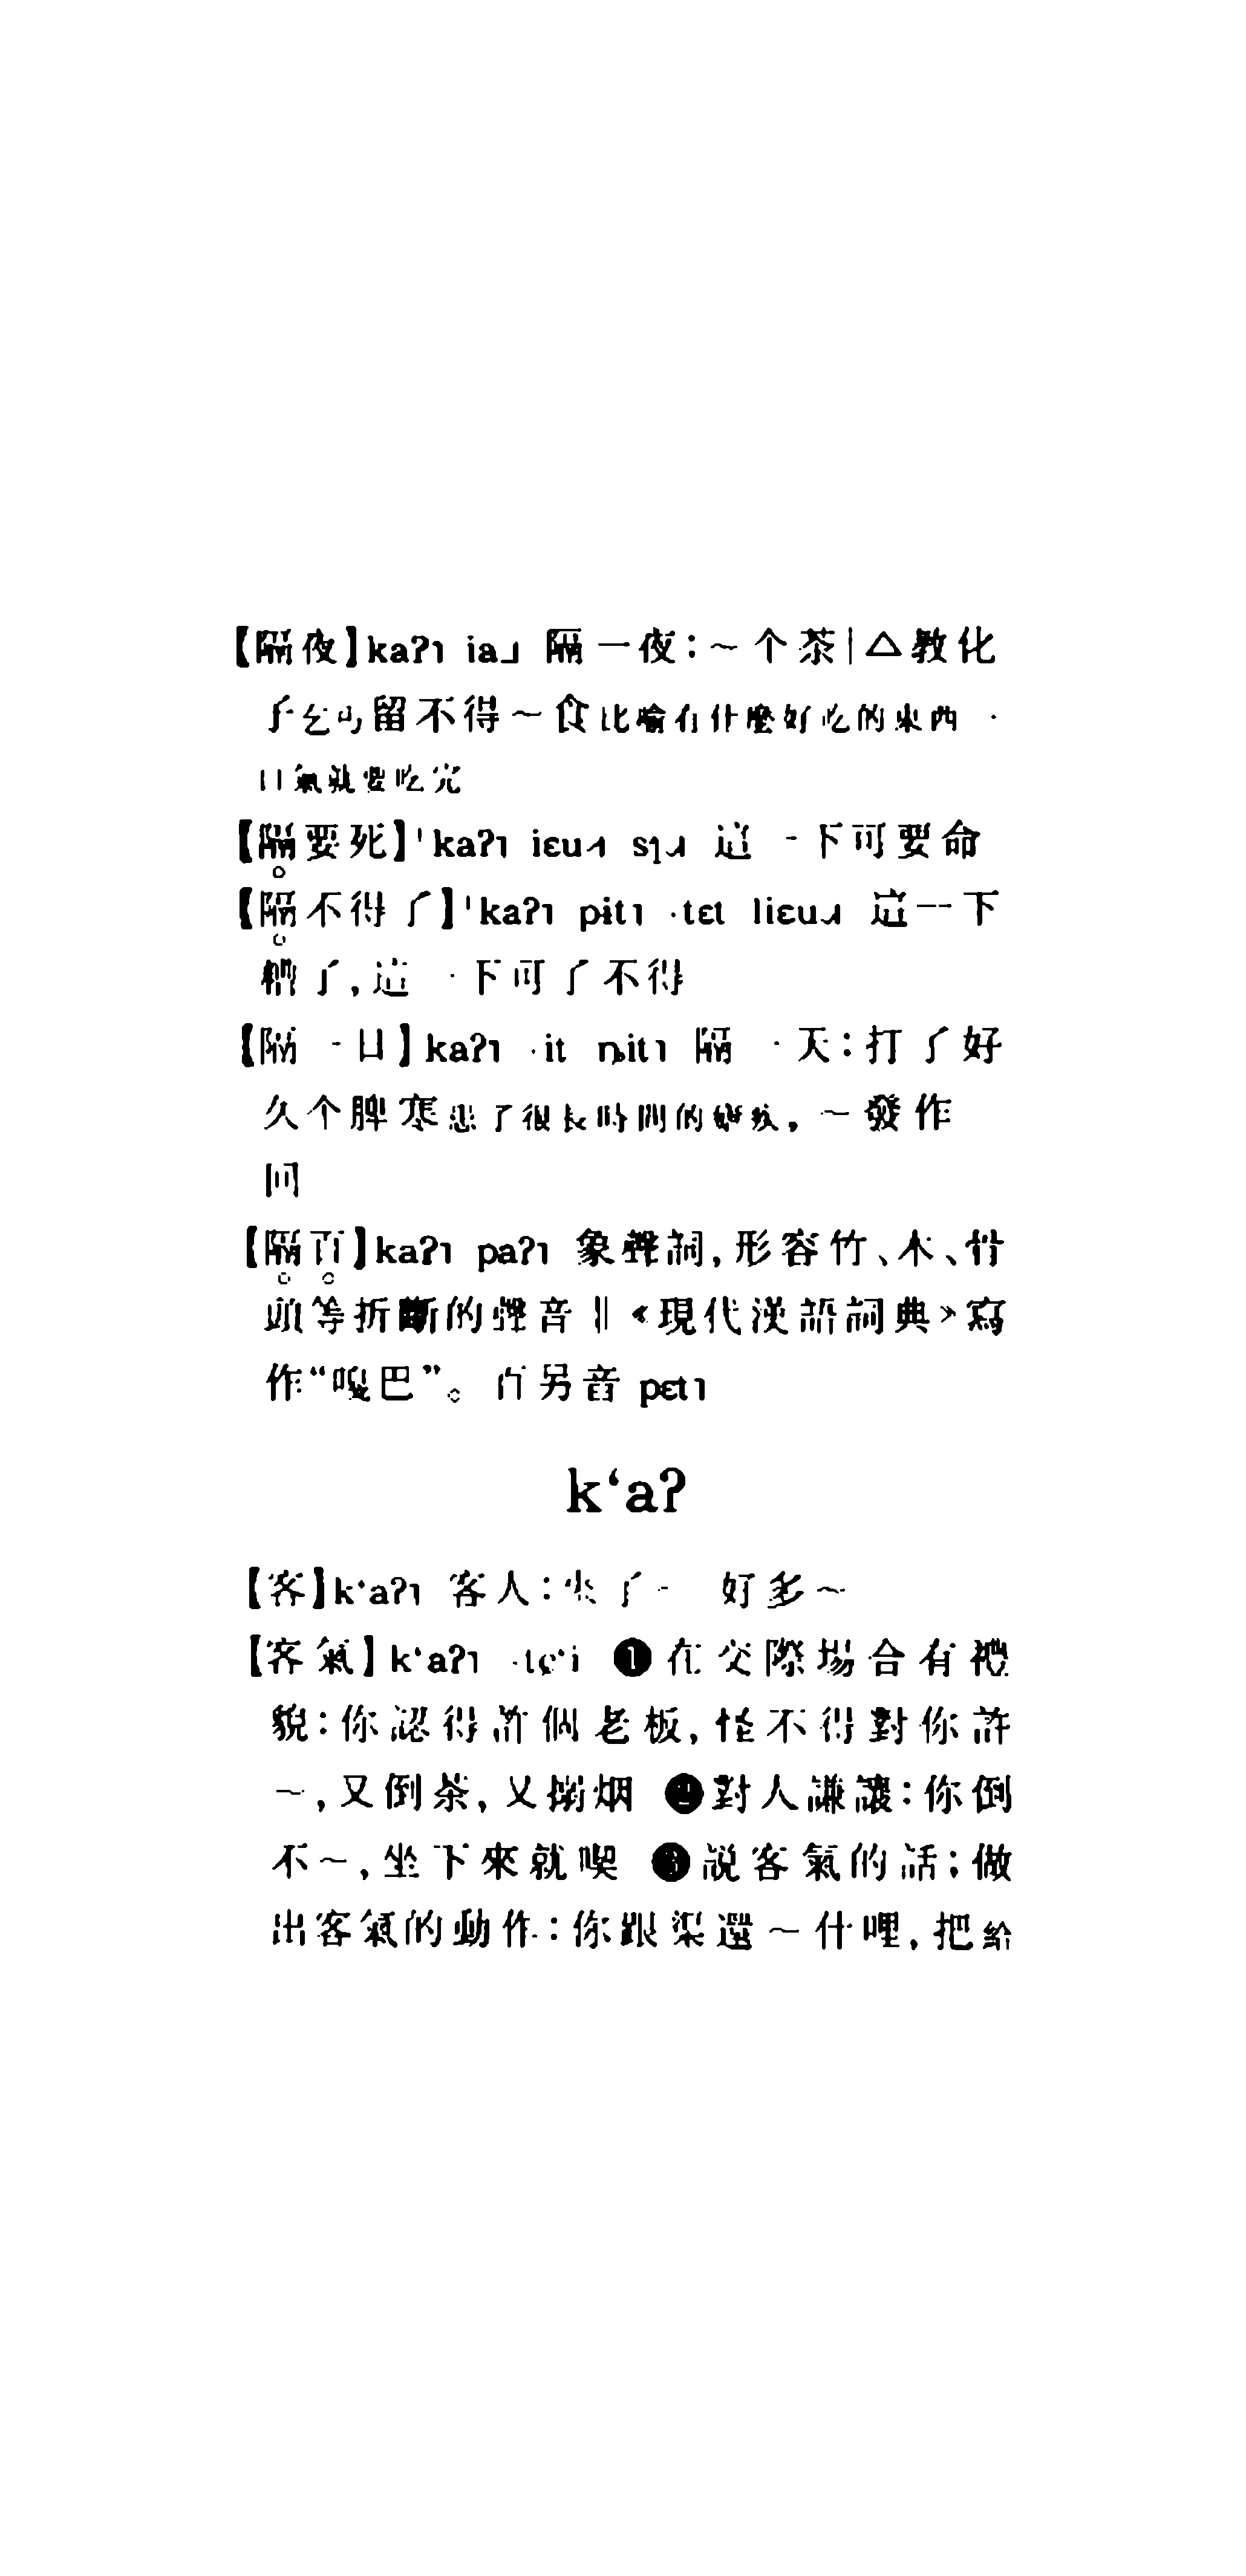 【隔夜】kaʔ˥ ia˩ 隔一夜：～个茶|△教化
子乞丐留不得～食比喻有什麼好吃的東西一
口氣就要吃完
【隔要死】ˈkaʔ˥ iɛu˨˩ sɿ˨˩ 這一下可要命
【隔不得了】ˈkaʔ˥ pɨt˥ ·tɛt liɛu˨˩ 這一下
糟了，這一下可了不得
【隔一日】kaʔ˥ ·it ȵit˥ 隔一天：打了好
久个脾寒患了很長時間的瘧疾，～發作
回
【隔百】kaʔ˥ paʔ˥ 象聲詞，形容竹、木、骨
頭等折斷的聲音‖《現代漢語詞典》寫
作“嘎巴”。百另音 pɛt˥
k‘aʔ
【客】k‘aʔ˥ 客人：來了 好多～
【客氣】k‘aʔ˥ ·tɕ‘i ❶在交際場合有禮
貌：你認得許個老板，怪不得對你許
～，又倒茶，又 烟 ❷對人謙讓：你倒
不～，坐下來就喫 ❸説客氣的話；做
出客氣的動作：你跟渠還～什哩，把給